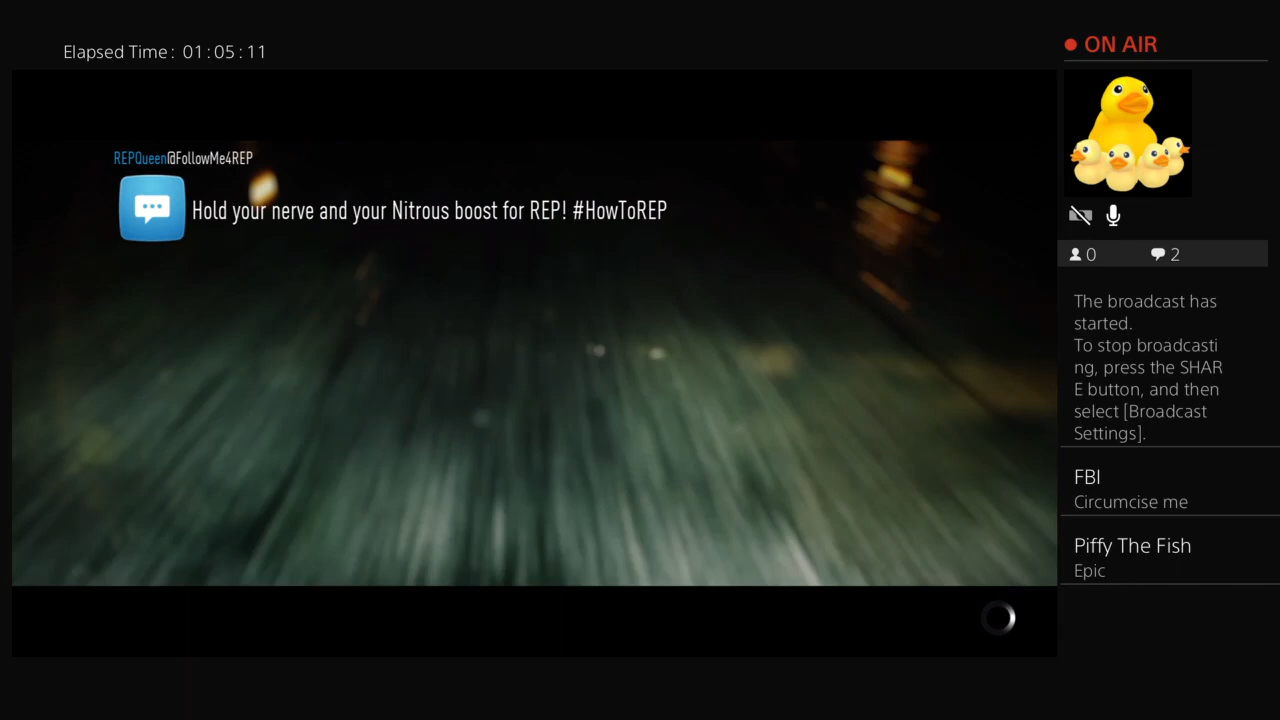 Elapsed Time: 01:05:11
ON AIR
REPQueen@FollowMe4REP
Hold your nerve and your Nitrous boost for REP! #HowToREP
0 2
The broadcast has
started.
To stop broadcasti
ng, press the SHAR
E button, and then
select [Broadcast
Settings].
FBI
Circumcise me
Piffy The Fish
Epic